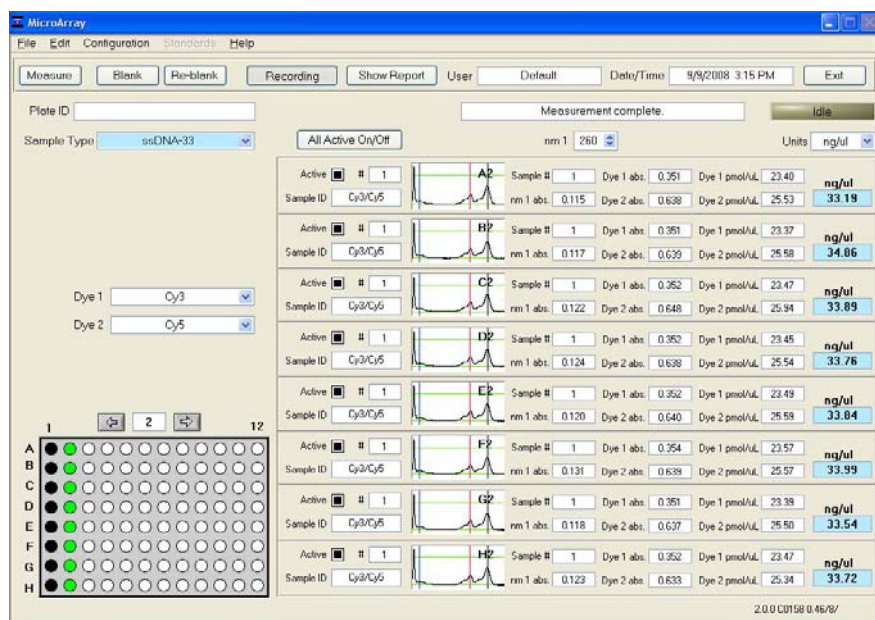 MicroArray
File Edit Configuration Standards Help
Measure Blank Re-blank Recording Show Report User Default Date/Time 9/9/2008 3:15 PM Exit
Plate ID Measurement complete. Idle
Sample Type ssDNA-33 All Active On/Off nm 1 260 Units ng/ul
Active # 1 A2 Sample # 1 Dye 1 abs. 0.351 Dye 1 pmol/uL 23.40 ng/ul
Sample ID Cy3/Cy5 nm 1 abs. 0.115 Dye 2 abs. 0.638 Dye 2 pmol/uL 25.53 33.19
Active # 1 B2 Sample # 1 Dye 1 abs. 0.351 Dye 1 pmol/uL 23.37 ng/ul
Sample ID Cy3/Cy5 nm 1 abs. 0.117 Dye 2 abs. 0.639 Dye 2 pmol/uL 25.58 34.06
Active # 1 C2 Sample # 1 Dye 1 abs. 0.352 Dye 1 pmol/uL 23.47 ng/ul
Dye 1 Cy3 Sample ID Cy3/Cy5 nm 1 abs. 0.122 Dye 2 abs. 0.648 Dye 2 pmol/uL 25.94 33.89
Dye 2 Cy5
Active # 1 D2 Sample # 1 Dye 1 abs. 0.352 Dye 1 pmol/uL 23.45 ng/ul
Sample ID Cy3/Cy5 nm 1 abs. 0.124 Dye 2 abs. 0.638 Dye 2 pmol/uL 25.54 33.76
Active # 1 E2 Sample # 1 Dye 1 abs. 0.352 Dye 1 pmol/uL 23.49 ng/ul
Sample ID Cy3/Cy5 nm 1 abs. 0.120 Dye 2 abs. 0.640 Dye 2 pmol/uL 25.59 33.84
1 2 12
Active # 1 F2 Sample # 1 Dye 1 abs. 0.354 Dye 1 pmol/uL 23.57 ng/ul
Sample ID Cy3/Cy5 nm 1 abs. 0.131 Dye 2 abs. 0.639 Dye 2 pmol/uL 25.57 33.99
Active # 1 G2 Sample # 1 Dye 1 abs. 0.351 Dye 1 pmol/uL 23.39 ng/ul
Sample ID Cy3/Cy5 nm 1 abs. 0.118 Dye 2 abs. 0.637 Dye 2 pmol/uL 25.50 33.54
Active # 1 H2 Sample # 1 Dye 1 abs. 0.352 Dye 1 pmol/uL 23.47 ng/ul
Sample ID Cy3/Cy5 nm 1 abs. 0.123 Dye 2 abs. 0.633 Dye 2 pmol/uL 25.34 33.72
A
B
C
D
E
F
G
H
2.0.0 C0158 0.46/8/